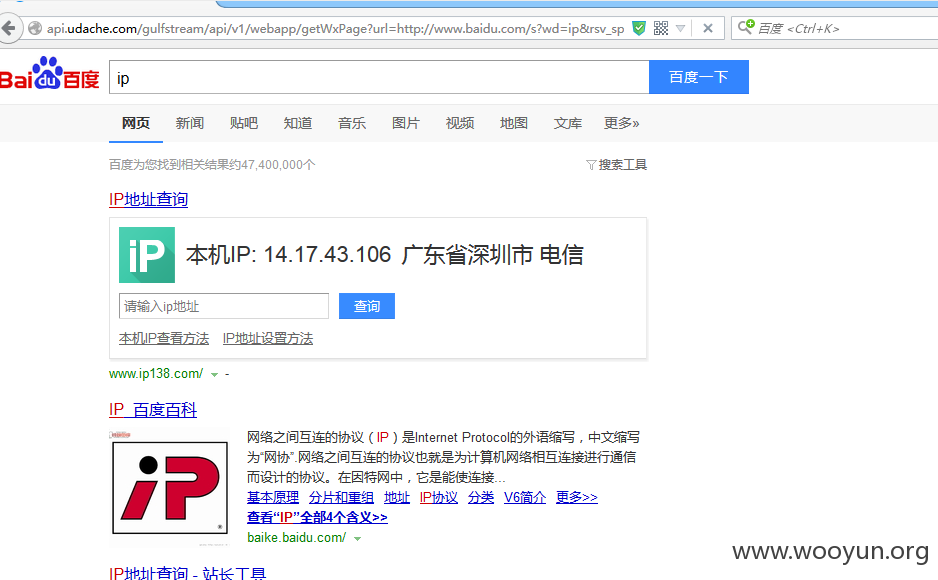 api.udache.com/gulfstream/api/v1/webapp/getWxPage?url=http://www.baidu.com/s?wd=ip&rsv_sp
百度 <Ctrl+K>
Bai du 百度
ip
百度一下
网页 新闻 贴吧 知道 音乐 图片 视频 地图 文库 更多»
百度为您找到相关结果约47,400,000个
搜索工具
IP地址查询
iP
本机IP: 14.17.43.106 广东省深圳市 电信
请输入ip地址
查询
本机IP查看方法 IP地址设置方法
www.ip138.com/ -
IP_百度百科
iP
网络之间互连的协议（IP）是Internet Protocol的外语缩写，中文缩写
为“网协”.网络之间互连的协议也就是为计算机网络相互连接进行通信
而设计的协议。在因特网中，它是能使连接...
基本原理 分片和重组 地址 IP协议 分类 V6简介 更多>>
查看“IP”全部4个含义>>
baike.baidu.com/
www.wooyun.org
IP地址查询 - 站长工具